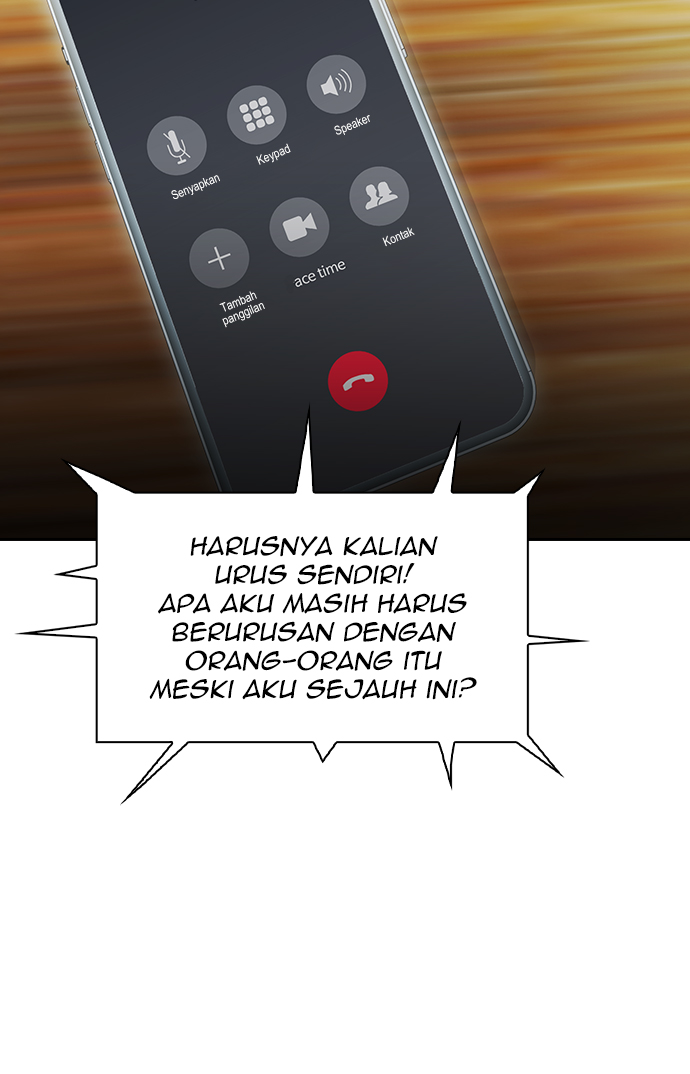 Senyapkan
Keypad
Speaker
Tambah
panggilan
ace time
Kontak
HARUSNYA KALIAN
URUS SENDIRI!
APA AKU MASIH HARUS
BERURUSAN DENGAN
ORANG-ORANG ITU
MESKI AKU SEJAUH INI?